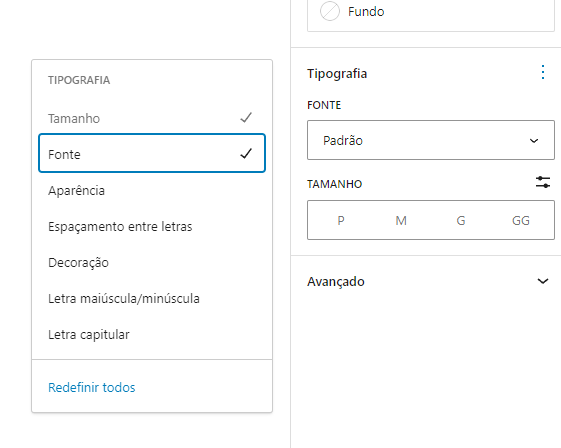 Fundo
TIPOGRAFIA
Tamanho
Fonte
Aparência
Espaçamento entre letras
Decoração
Letra maiúscula/minúscula
Letra capitular
Redefinir todos
Tipografia
FONTE
Padrão
TAMANHO
P M G GG
Avançado